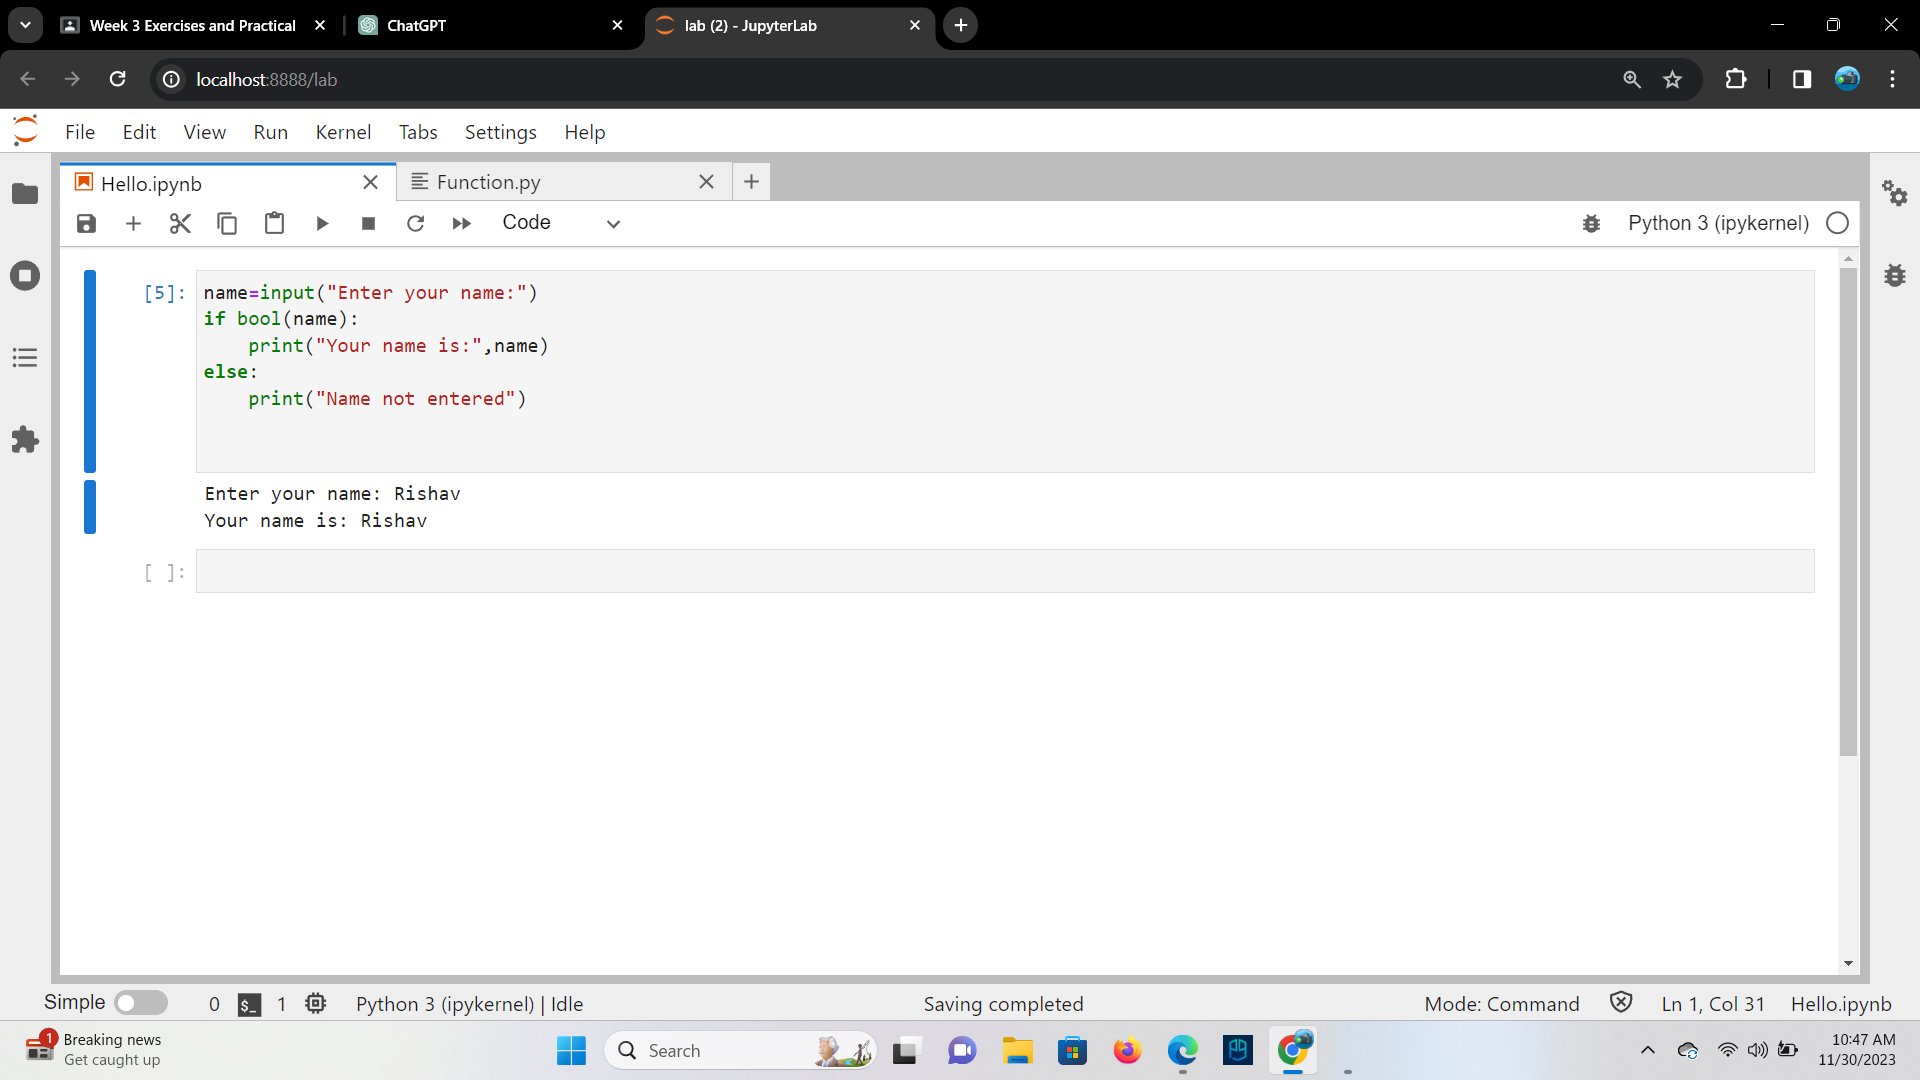 Week 3 Exercises and Practical
ChatGPT
lab (2) - JupyterLab
localhost:8888/lab
File Edit View Run Kernel Tabs Settings Help
Hello.ipynb
Function.py
Code
Python 3 (ipykernel)
[5]:
name=input("Enter your name:")
if bool(name):
    print("Your name is:",name)
else:
    print("Name not entered")
Enter your name: Rishav
Your name is: Rishav
[ ]:
Simple
0
$_
1
Python 3 (ipykernel) | Idle
Saving completed
Mode: Command
Ln 1, Col 31
Hello.ipynb
1
Breaking news
Get caught up
Search
10:47 AM
11/30/2023